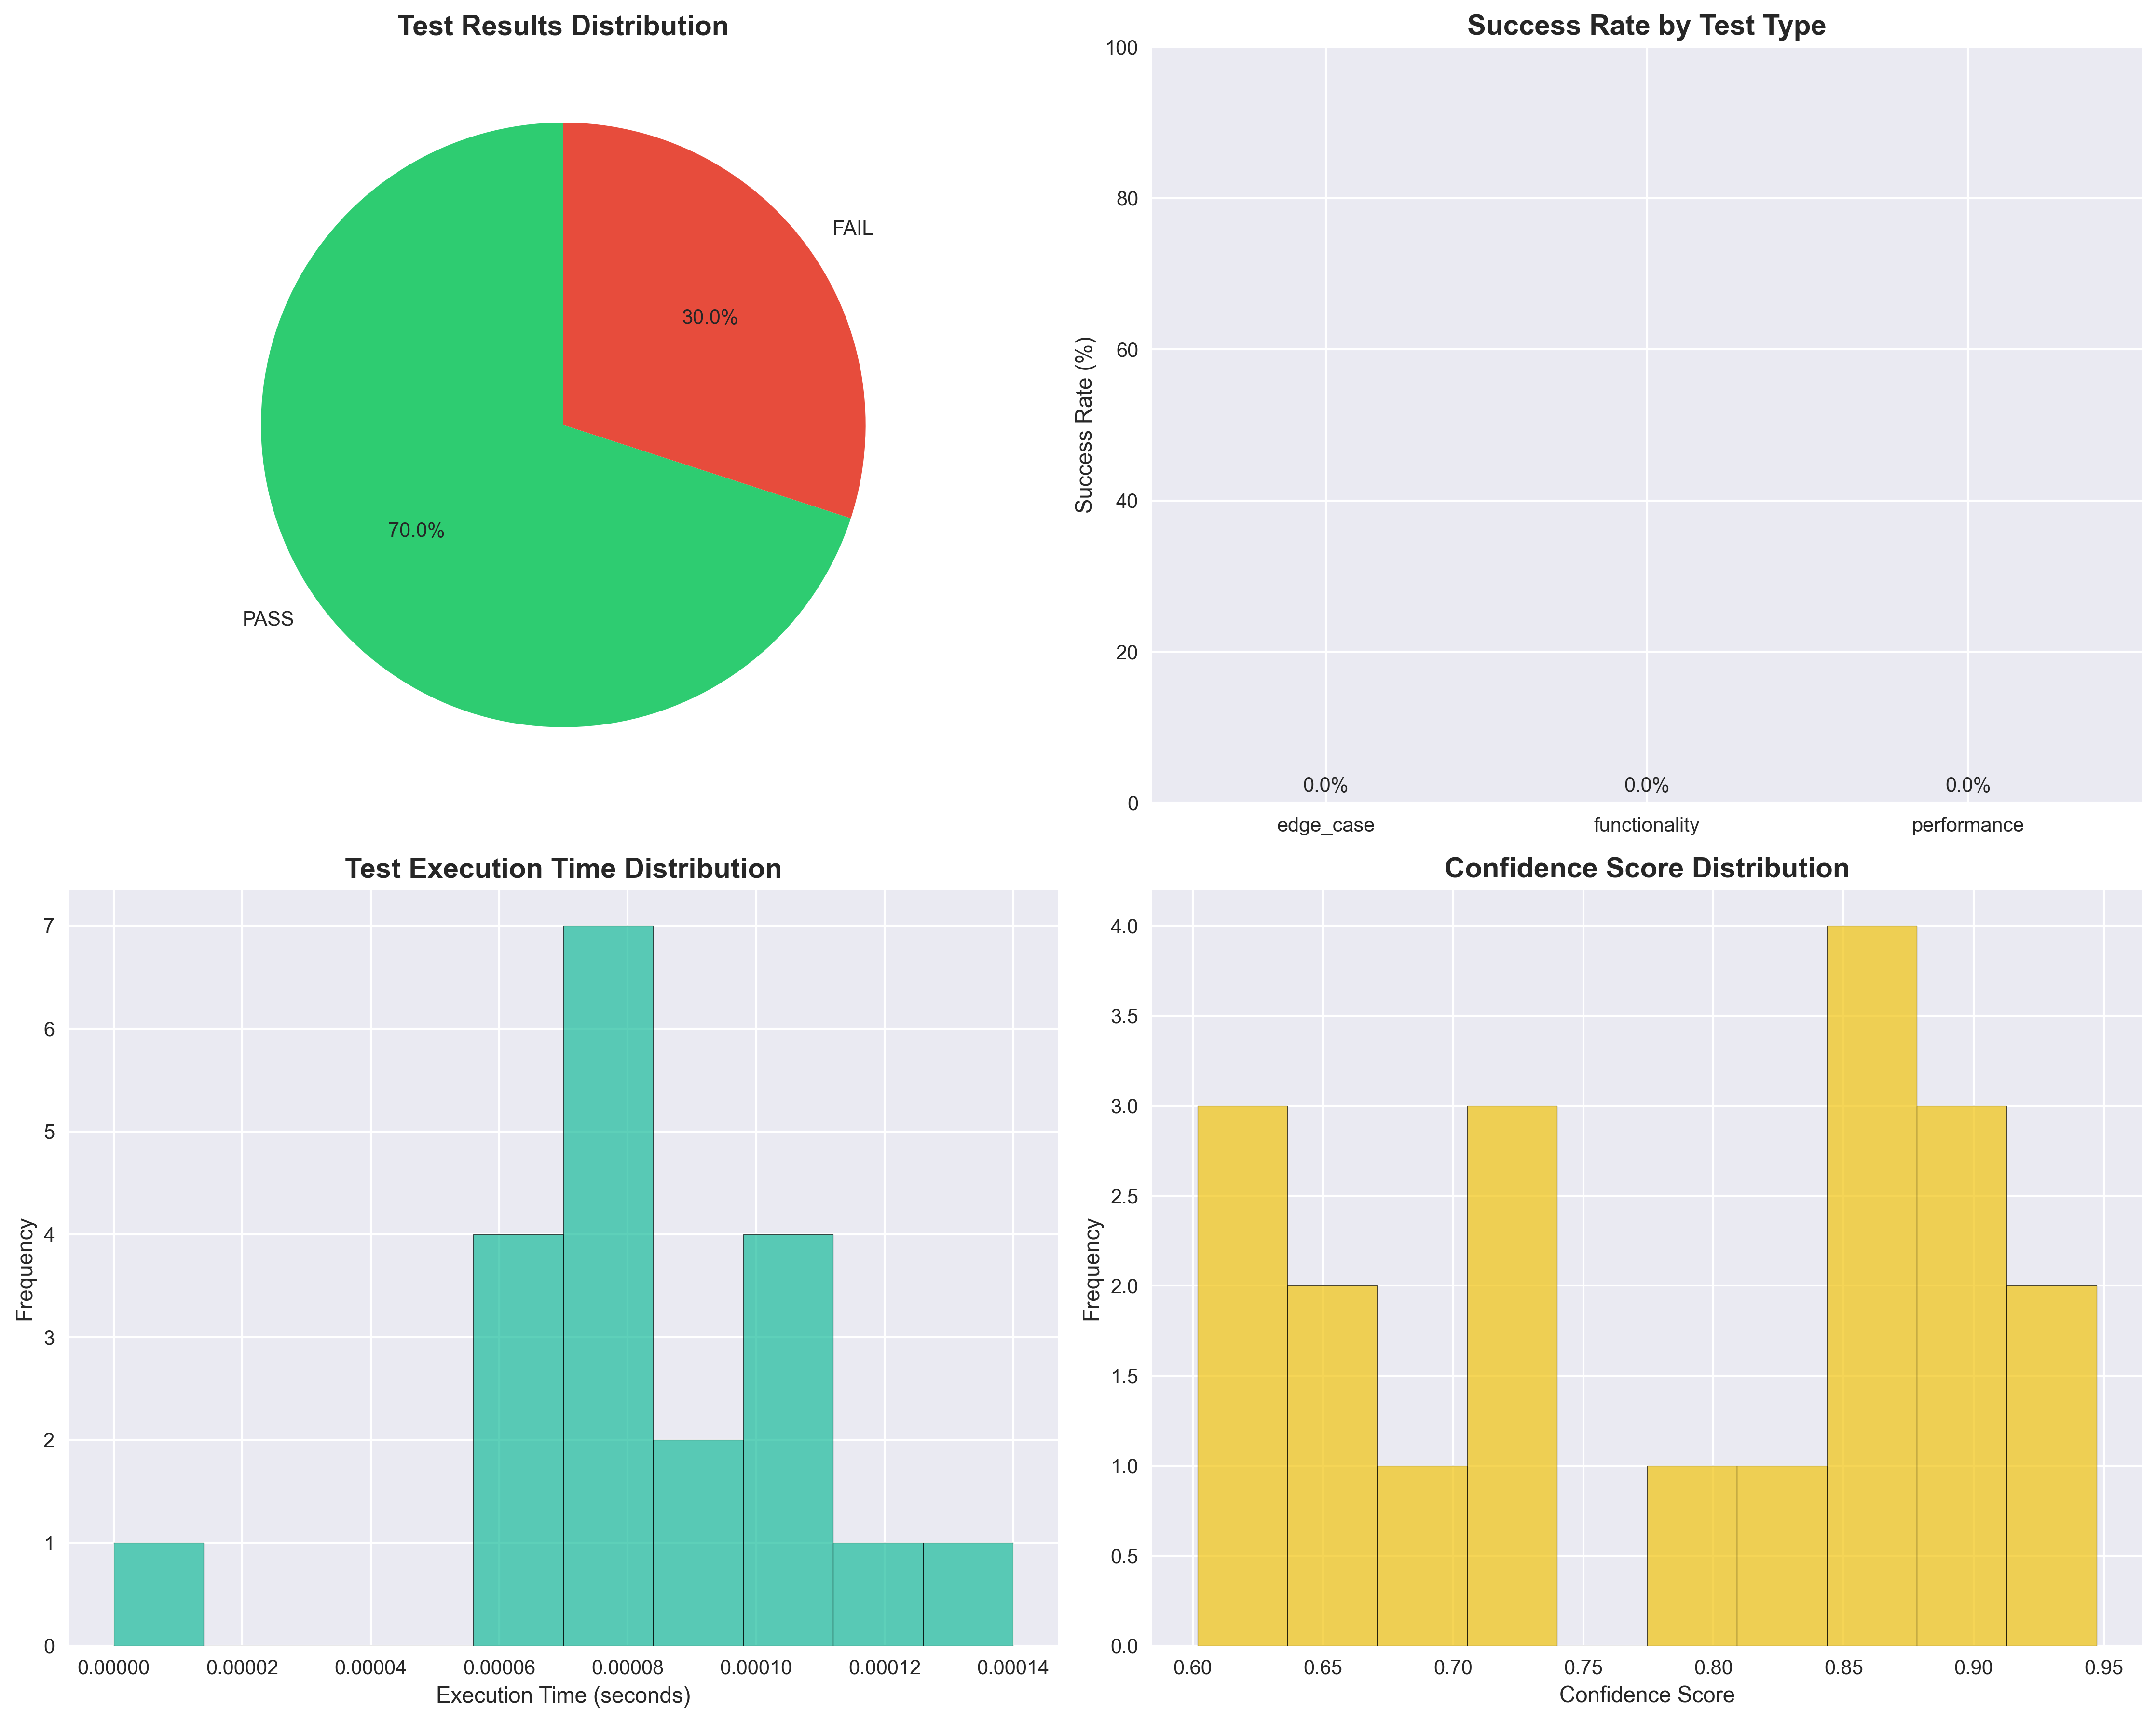 Test Results Distribution
FAIL
30.0%
70.0%
PASS
Success Rate by Test Type
Success Rate (%)
100
80
60
40
20
0
0.0% 0.0% 0.0%
edge_case functionality performance
Test Execution Time Distribution
Frequency
7
6
5
4
3
2
1
0
0.00000 0.00002 0.00004 0.00006 0.00008 0.00010 0.00012 0.00014
Execution Time (seconds)
Confidence Score Distribution
Frequency
4.0
3.5
3.0
2.5
2.0
1.5
1.0
0.5
0.0
0.60 0.65 0.70 0.75 0.80 0.85 0.90 0.95
Confidence Score